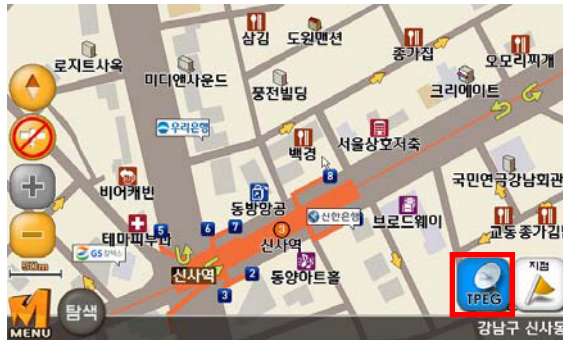 삼김
도원맨션
종가집
오모리찌개
로지트사옥
미디앤사운드
풍전빌딩
크리에이트
우리은행
백경
서울상호저축
8
국민연금강남회관
비어캐빈
동방항공
신한은행
브로드웨이
교동
종가김밥
테마피부과
5
6
7
3
신사역
GS칼텍스
신사역
2
동양아트홀
3
50m
TPEG
지점
MENU
탐색
강남구 신사동